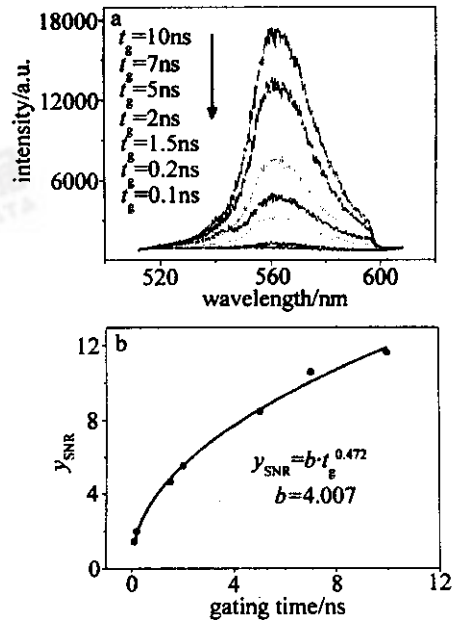 18000
12000
6000
intensity/a.u.
a
t_g=10ns
t_g=7ns
t_g=5ns
t_g=2ns
t_g=1.5ns
t_g=0.2ns
t_g=0.1ns
520 560 600
wavelength/nm
b
12
8
4
0
y_SNR
y_SNR=b·t_g^0.472
b=4.007
0 4 8 12
gating time/ns